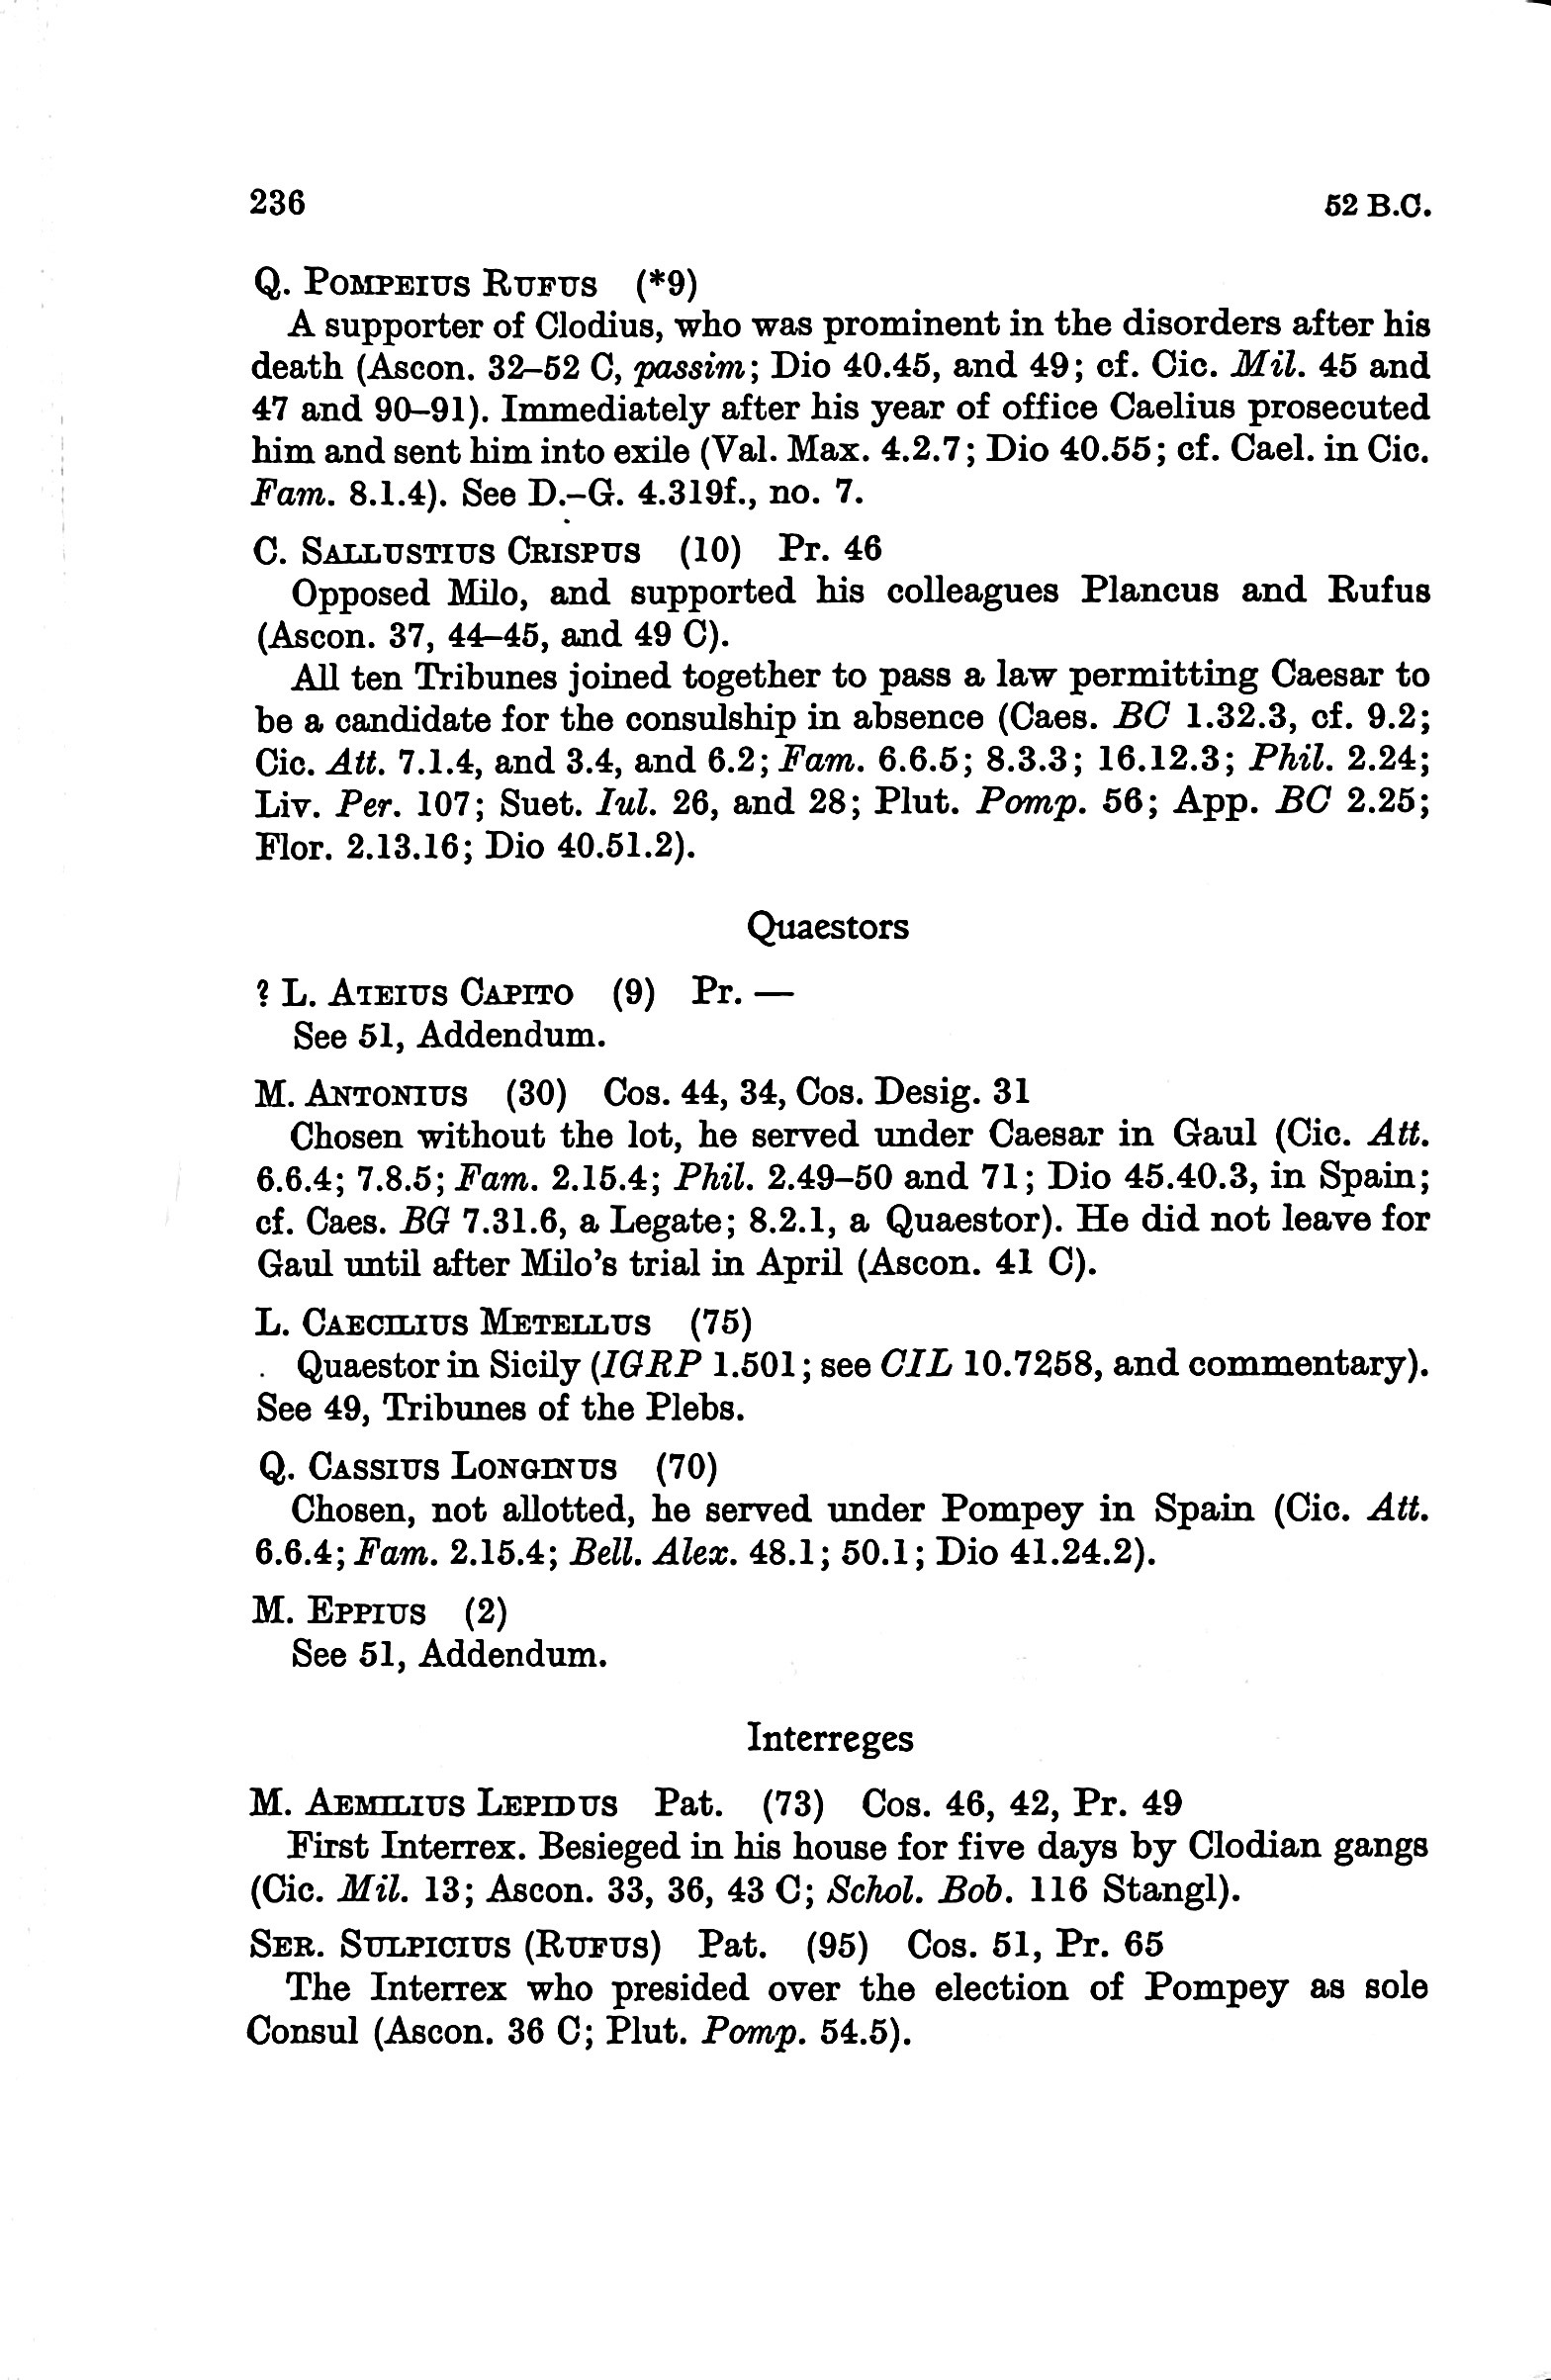 236 52 B.C.
Q. POMPEIUS RUFUS (*9)
A supporter of Clodius, who was prominent in the disorders after his
death (Ascon. 32–52 C, passim; Dio 40.45, and 49; cf. Cic. Mil. 45 and
47 and 90–91). Immediately after his year of office Caelius prosecuted
him and sent him into exile (Val. Max. 4.2.7; Dio 40.55; cf. Cael. in Cic.
Fam. 8.1.4). See D.–G. 4.319f., no. 7.
C. SALLUSTIUS CRISPUS (10) Pr. 46
Opposed Milo, and supported his colleagues Plancus and Rufus
(Ascon. 37, 44–45, and 49 C).
All ten Tribunes joined together to pass a law permitting Caesar to
be a candidate for the consulship in absence (Caes. BC 1.32.3, cf. 9.2;
Cic. Att. 7.1.4, and 3.4, and 6.2; Fam. 6.6.5; 8.3.3; 16.12.3; Phil. 2.24;
Liv. Per. 107; Suet. Iul. 26, and 28; Plut. Pomp. 56; App. BC 2.25;
Flor. 2.13.16; Dio 40.51.2).
Quaestors
? L. ATEIUS CAPITO (9) Pr. —
See 51, Addendum.
M. ANTONIUS (30) Cos. 44, 34, Cos. Desig. 31
Chosen without the lot, he served under Caesar in Gaul (Cic. Att.
6.6.4; 7.8.5; Fam. 2.15.4; Phil. 2.49–50 and 71; Dio 45.40.3, in Spain;
cf. Caes. BG 7.31.6, a Legate; 8.2.1, a Quaestor). He did not leave for
Gaul until after Milo's trial in April (Ascon. 41 C).
L. CAECILIUS METELLUS (75)
Quaestor in Sicily (IGRP 1.501; see CIL 10.7258, and commentary).
See 49, Tribunes of the Plebs.
Q. CASSIUS LONGINUS (70)
Chosen, not allotted, he served under Pompey in Spain (Cic. Att.
6.6.4; Fam. 2.15.4; Bell. Alex. 48.1; 50.1; Dio 41.24.2).
M. EPPIUS (2)
See 51, Addendum.
Interreges
M. AEMILIUS LEPIDUS Pat. (73) Cos. 46, 42, Pr. 49
First Interrex. Besieged in his house for five days by Clodian gangs
(Cic. Mil. 13; Ascon. 33, 36, 43 C; Schol. Bob. 116 Stangl).
SER. SULPICIUS (RUFUS) Pat. (95) Cos. 51, Pr. 65
The Interrex who presided over the election of Pompey as sole
Consul (Ascon. 36 C; Plut. Pomp. 54.5).